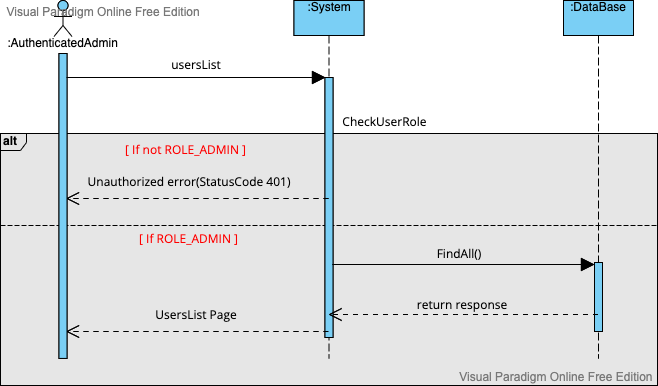 Visual Paradigm Online Free Edition
:AuthenticatedAdmin
:System
:DataBase
usersList
CheckUserRole
alt
[ If not ROLE_ADMIN ]
Unauthorized error(StatusCode 401)
[ If ROLE_ADMIN ]
FindAll()
return response
UsersList Page
Visual Paradigm Online Free Edition